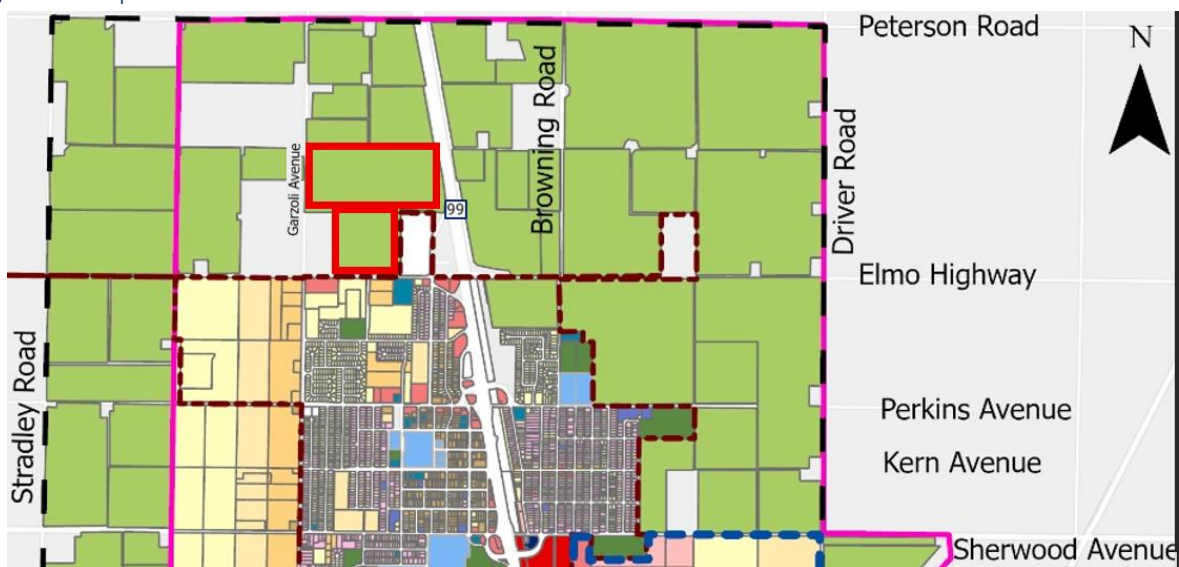 Peterson Road
N
Browning Road
Garzoli Avenue
99
Driver Road
Elmo Highway
Stradley Road
Perkins Avenue
Kern Avenue
Sherwood Avenue